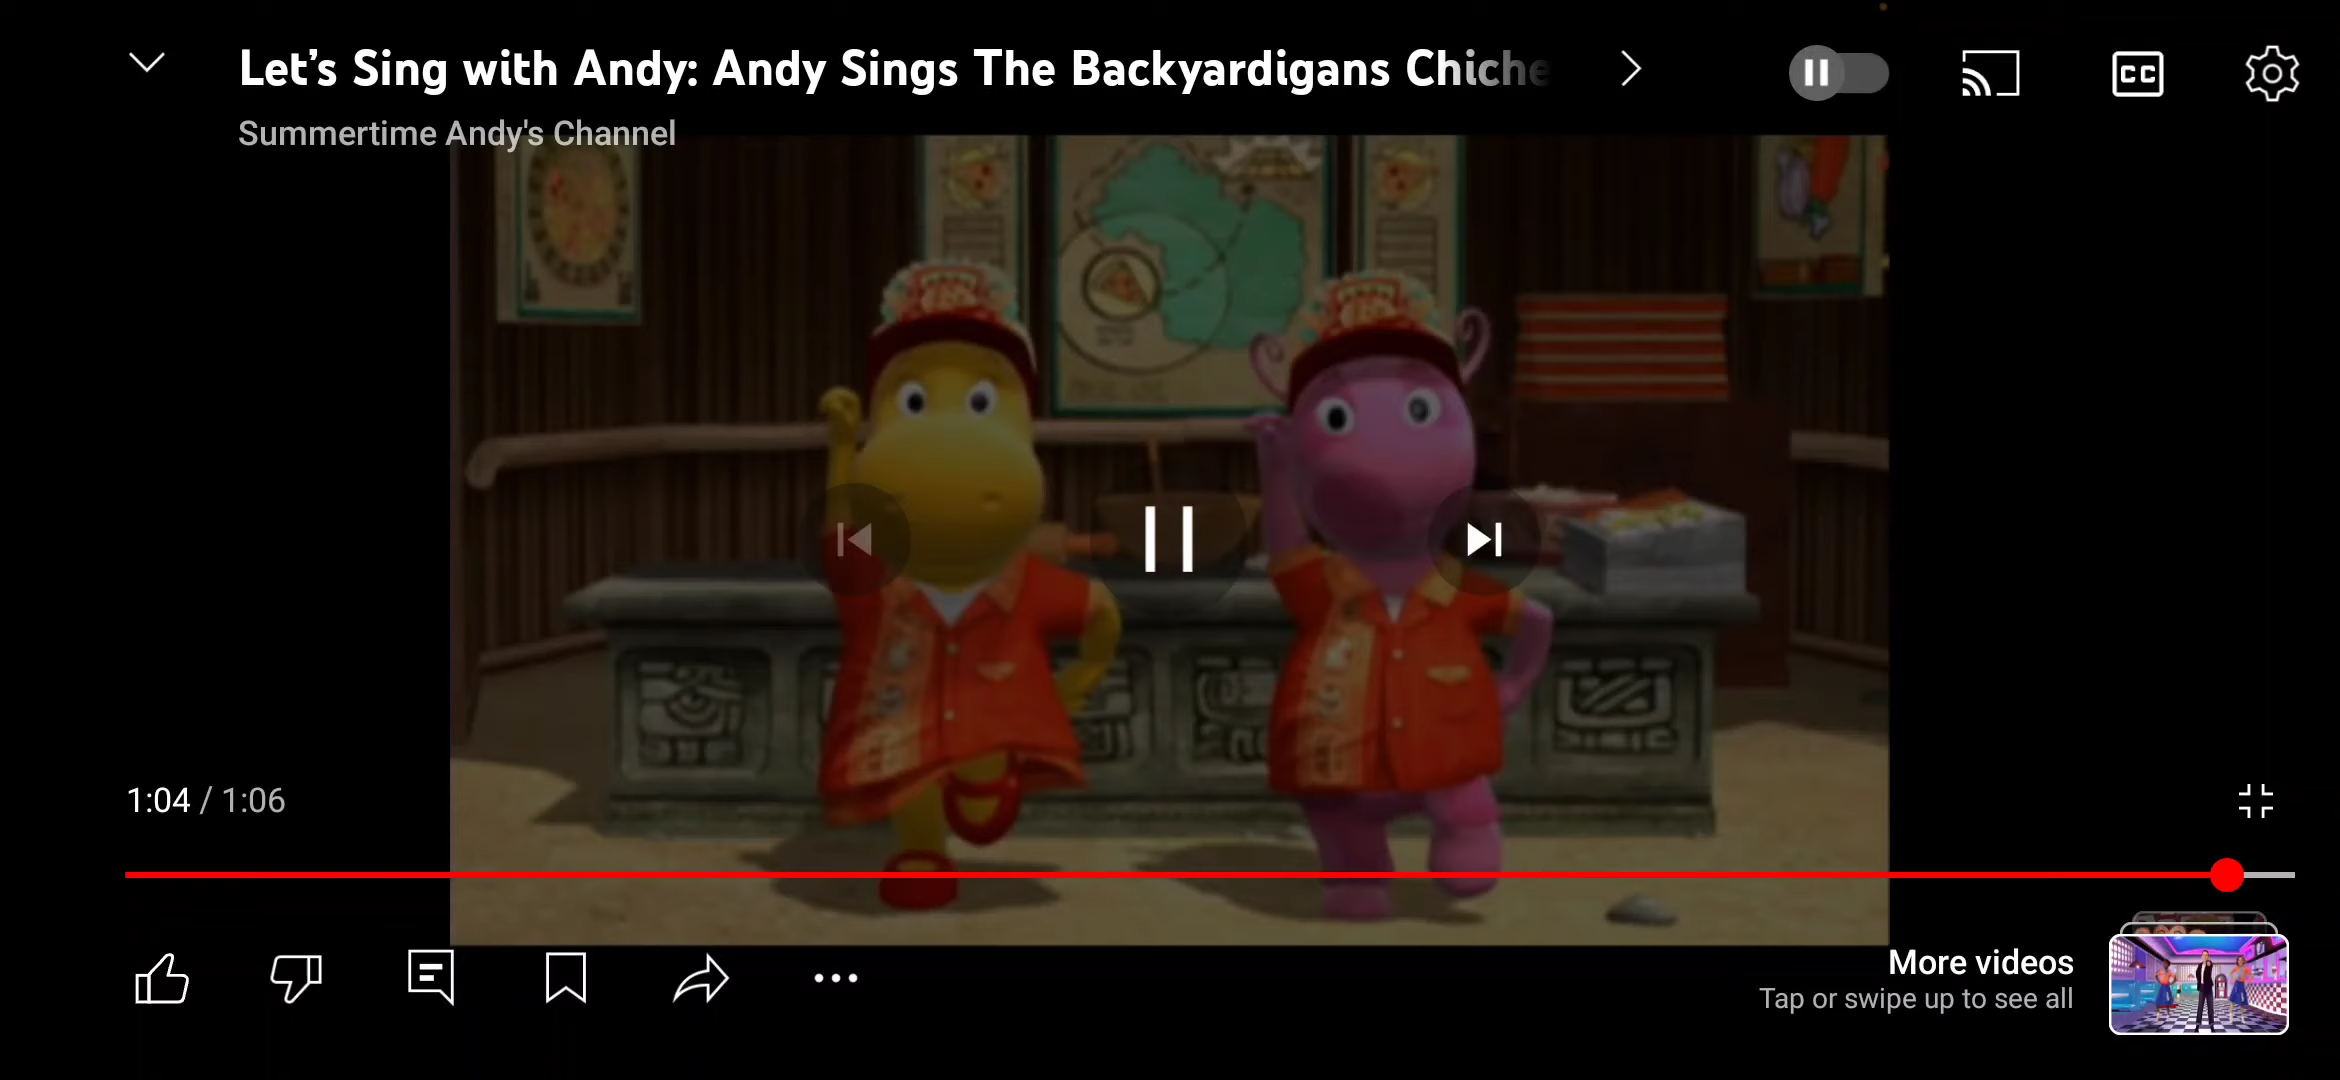 Let's Sing with Andy: Andy Sings The Backyardigans Chiche
Summertime Andy's Channel
CC
1:04 / 1:06
More videos
Tap or swipe up to see all